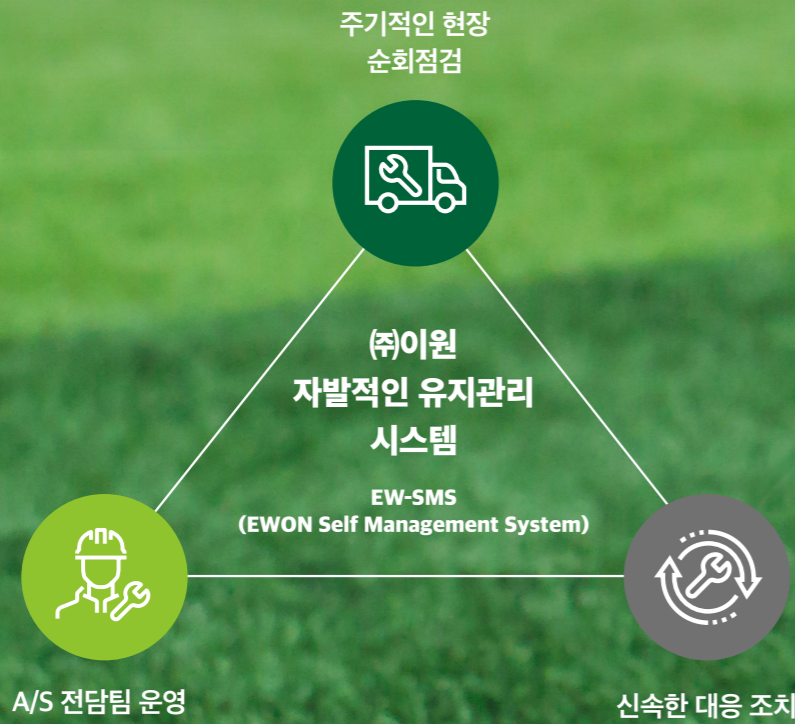 주기적인 현장
순회점검
㈜이원
자발적인 유지관리
시스템
EW-SMS
(EWON Self Management System)
A/S 전담팀 운영
신속한 대응 조치